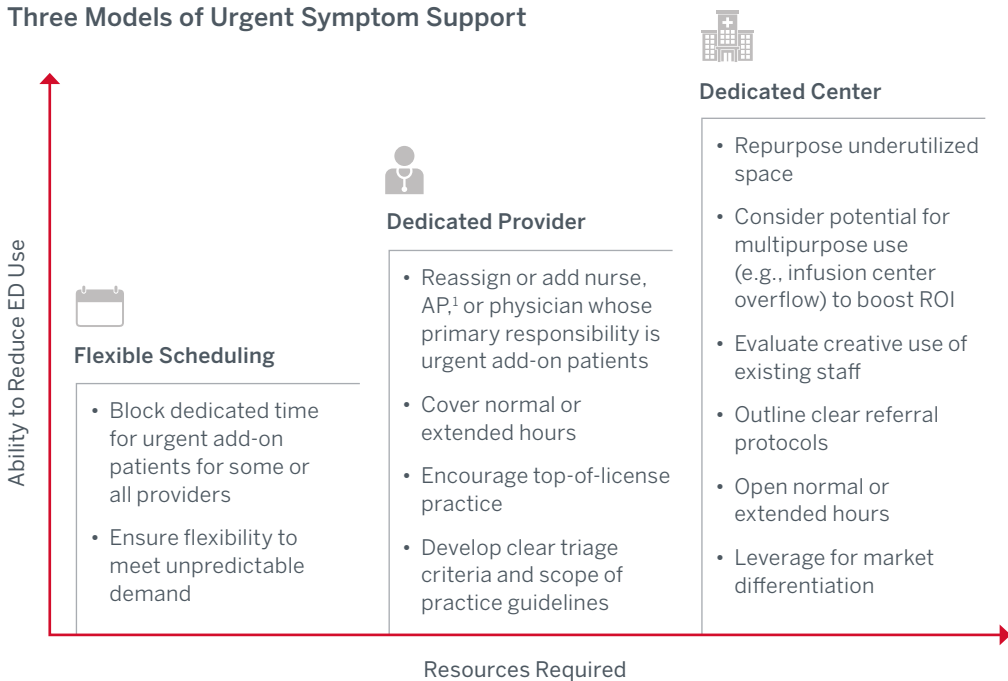 Three Models of Urgent Symptom Support
Ability to Reduce ED Use
Flexible Scheduling
• Block dedicated time
for urgent add-on
patients for some or
all providers
• Ensure flexibility to
meet unpredictable
demand
Dedicated Provider
• Reassign or add nurse,
AP,¹ or physician whose
primary responsibility is
urgent add-on patients
• Cover normal or
extended hours
• Encourage top-of-license
practice
• Develop clear triage
criteria and scope of
practice guidelines
Dedicated Center
• Repurpose underutilized
space
• Consider potential for
multipurpose use
(e.g., infusion center
overflow) to boost ROI
• Evaluate creative use of
existing staff
• Outline clear referral
protocols
• Open normal or
extended hours
• Leverage for market
differentiation
Resources Required